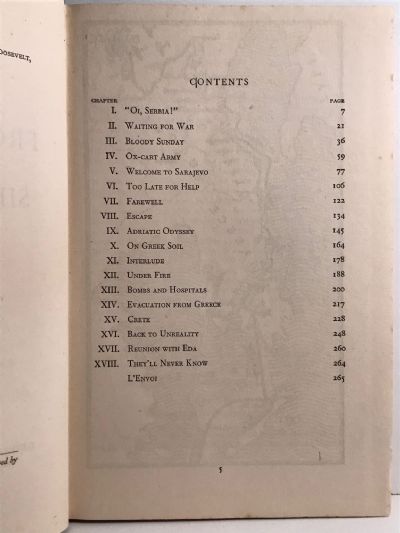 OOSEVELT,
CONTENTS
CHAPTER PAGE
I. "OI, SERBIA!" 7
II. WAITING FOR WAR 21
III. BLOODY SUNDAY 36
IV. OX-CART ARMY 59
V. WELCOME TO SARAJEVO 77
VI. TOO LATE FOR HELP 106
VII. FAREWELL 122
VIII. ESCAPE 134
IX. ADRIATIC ODYSSEY 145
X. ON GREEK SOIL 164
XI. INTERLUDE 178
XII. UNDER FIRE 188
XIII. BOMBS AND HOSPITALS 200
XIV. EVACUATION FROM GREECE 217
XV. CRETE 228
XVI. BACK TO UNREALITY 248
XVII. REUNION WITH EDA 260
XVIII. THEY'LL NEVER KNOW 264
L'ENVOI 265
ed by
5